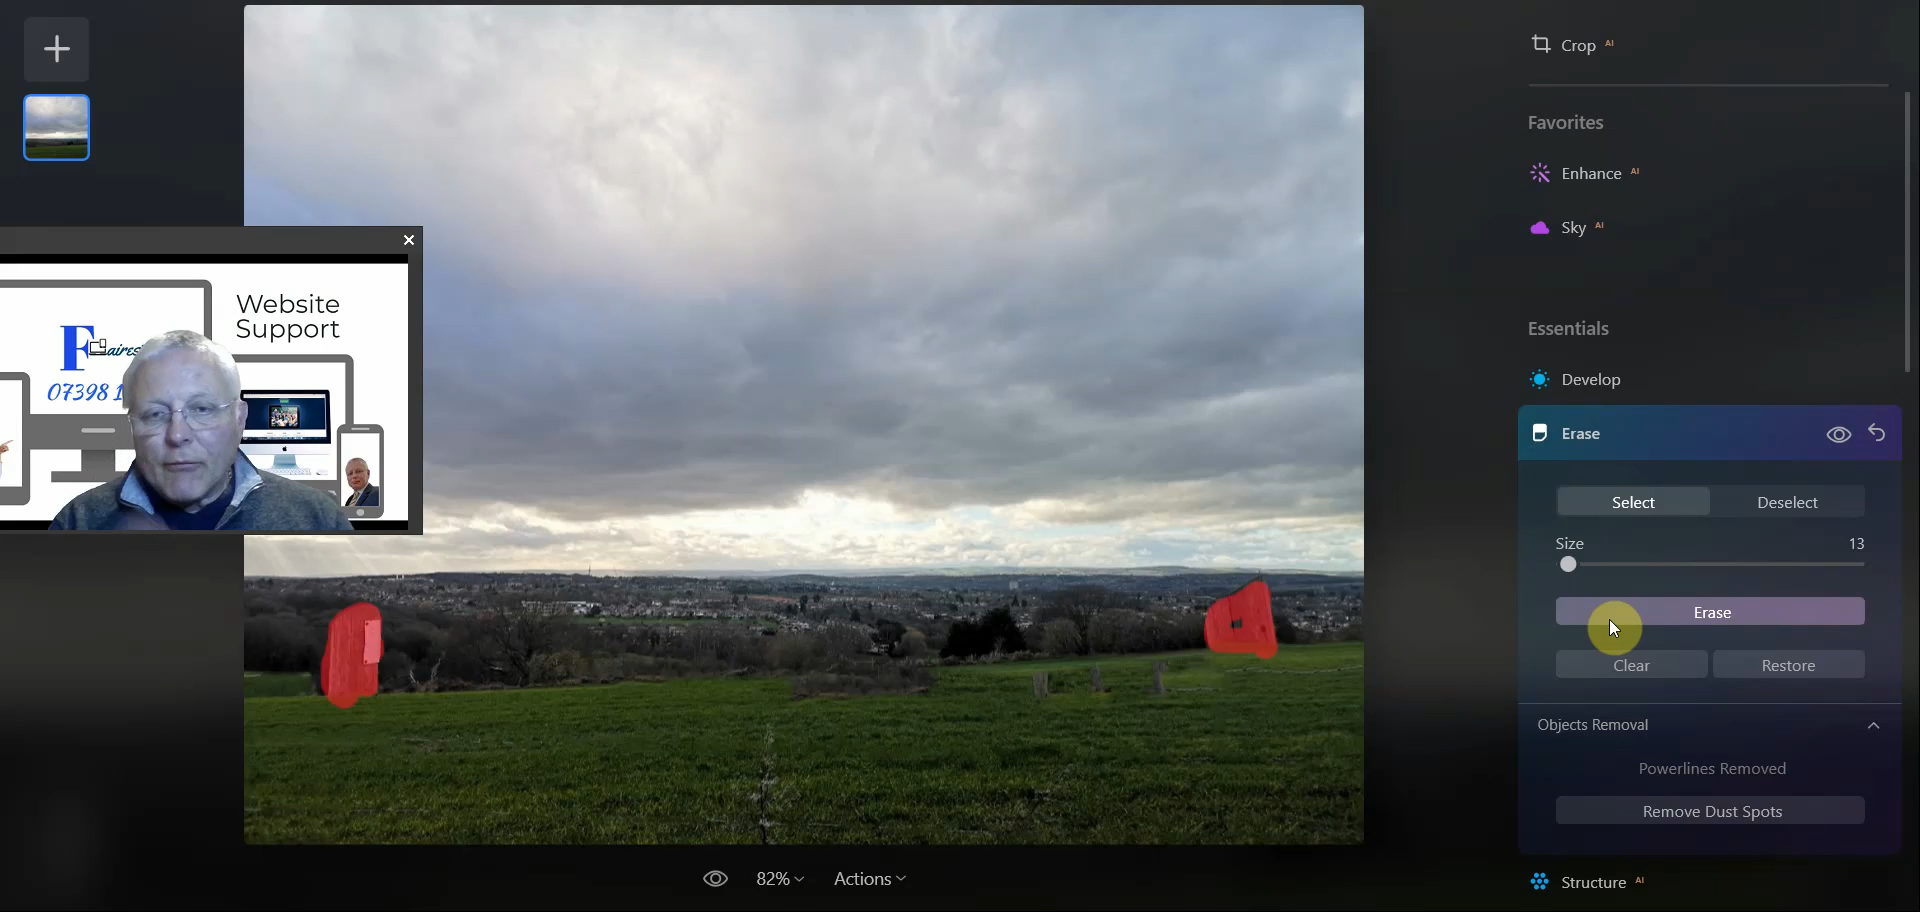 Crop AI
Favorites
Enhance AI
Sky AI
Essentials
Develop
Erase
Select Deselect
Size 13
Erase
Clear Restore
Objects Removal
Powerlines Removed
Remove Dust Spots
Structure AI
Website
Support
07398 1
82%
Actions